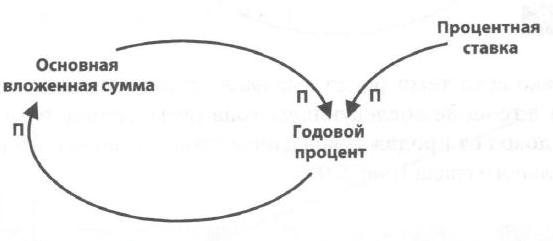 Процентная
ставка
Основная
вложенная сумма
П
П
П
Годовой
процент